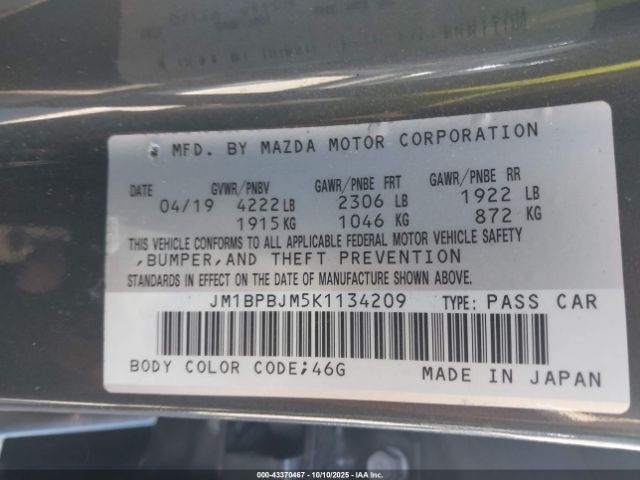 MFD. BY MAZDA MOTOR CORPORATION
DATE GVWR/PNBV GAWR/PNBE FRT GAWR/PNBE RR
04/19 4222 LB 2306 LB 1922 LB
1915 KG 1046 KG 872 KG
THIS VEHICLE CONFORMS TO ALL APPLICABLE FEDERAL MOTOR VEHICLE SAFETY
,BUMPER,AND THEFT PREVENTION
STANDARDS IN EFFECT ON THE DATE OF MANUFACTURE SHOWN ABOVE.
JM1BPBJM5K1134209 TYPE: PASS CAR
BODY COLOR CODE;46G MADE IN JAPAN
000-43370467 - 10/10/2025 - IAAI.COM